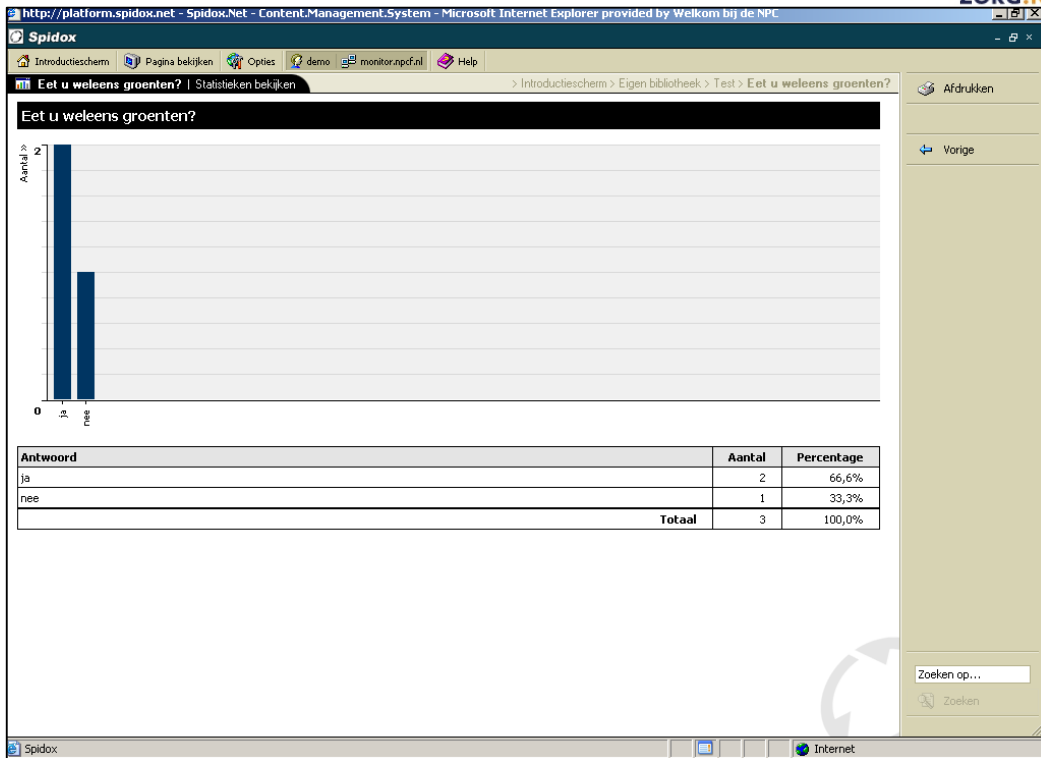 http://platform.spidox.net - Spidox.Net - Content.Management.System - Microsoft Internet Explorer provided by Welkom bij de NPC
Spidox
Introductiescherm Pagina bekijken Opties demo monitor.npcf.nl Help
Eet u weleens groenten? | Statistieken bekijken
> Introductiescherm > Eigen bibliotheek > Test > Eet u weleens groenten?
Afdrukken
Vorige
Eet u weleens groenten?
Aantal »
2
0
ja
nee
Antwoord Aantal Percentage
ja 2 66,6%
nee 1 33,3%
Totaal 3 100,0%
Zoeken op...
Zoeken
Spidox
Internet